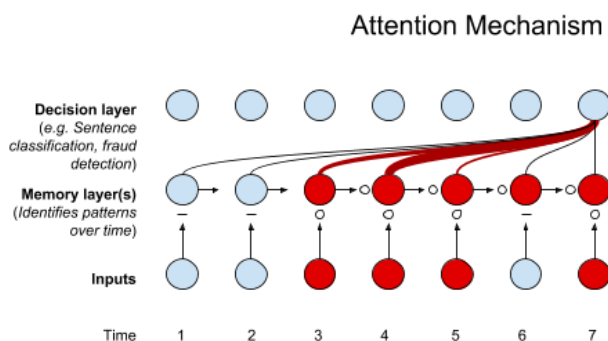 Attention Mechanism
Decision layer
(e.g. Sentence
classification, fraud
detection)
Memory layer(s)
(Identifies patterns
over time)
Inputs
Time 1 2 3 4 5 6 7